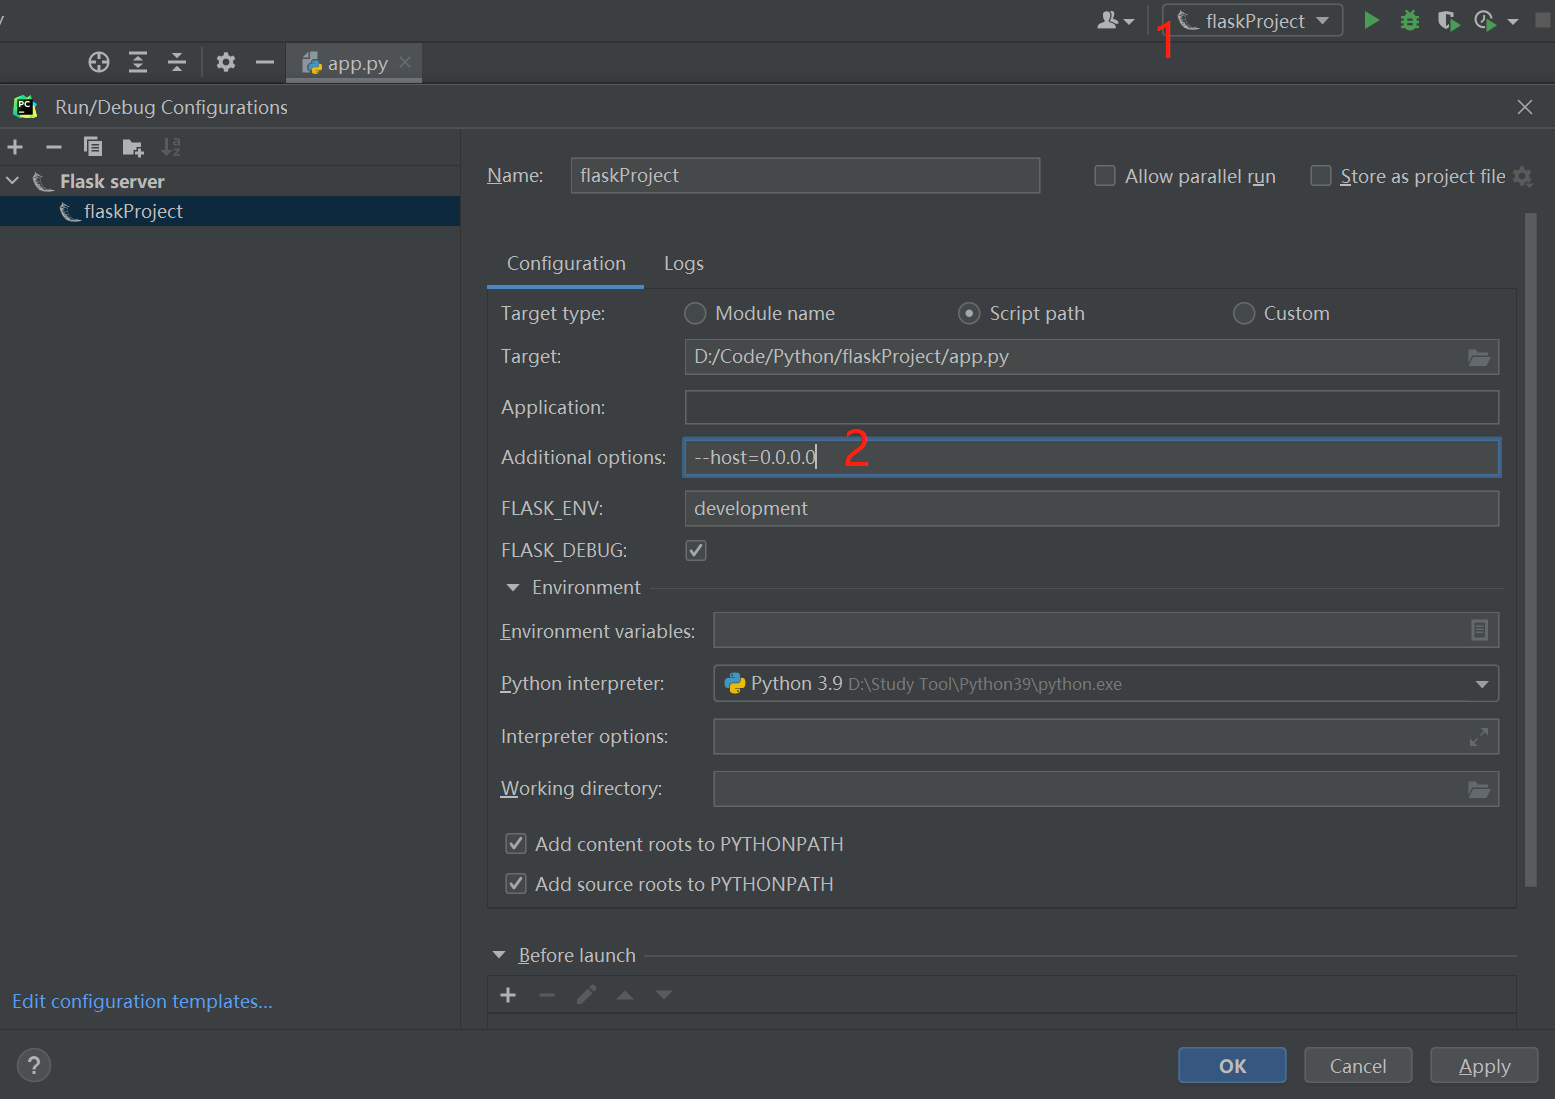 1
flaskProject
app.py
PC
Run/Debug Configurations
Flask server
flaskProject
Name:
flaskProject
Allow parallel run
Store as project file
Configuration
Logs
Target type:
Module name
Script path
Custom
Target:
D:/Code/Python/flaskProject/app.py
Application:
Additional options:
--host=0.0.0.0
2
FLASK_ENV:
development
FLASK_DEBUG:
Environment
Environment variables:
Python interpreter:
Python 3.9 D:\Study Tool\Python39\python.exe
Interpreter options:
Working directory:
Add content roots to PYTHONPATH
Add source roots to PYTHONPATH
Before launch
Edit configuration templates...
?
OK
Cancel
Apply